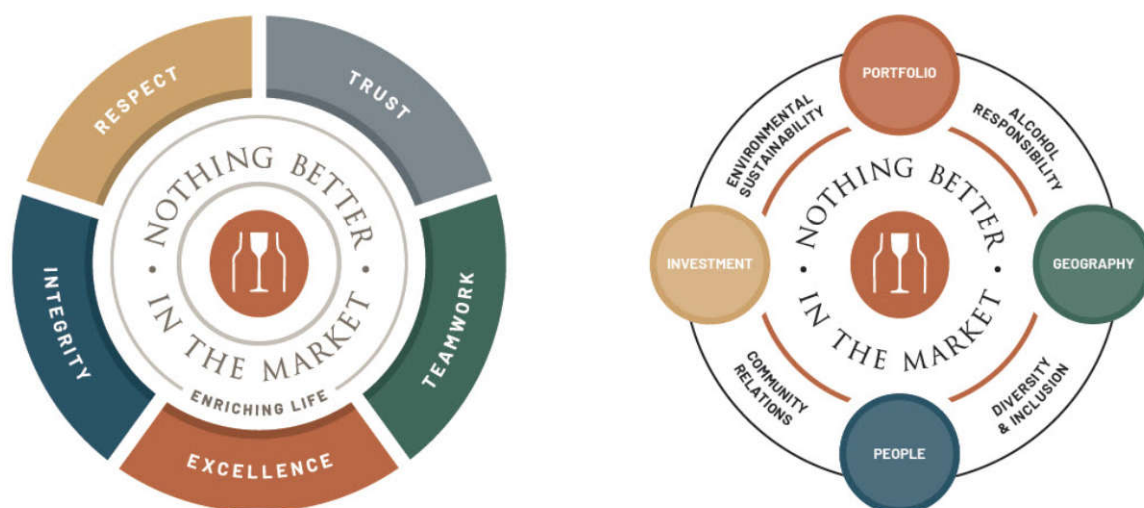 RESPECT
TRUST
INTEGRITY
TEAMWORK
EXCELLENCE
NOTHING BETTER
IN THE MARKET
ENRICHING LIFE
PORTFOLIO
ENVIRONMENTAL
SUSTAINABILITY
ALCOHOL
RESPONSIBILITY
INVESTMENT
GEOGRAPHY
NOTHING BETTER
IN THE MARKET
COMMUNITY
RELATIONS
DIVERSITY
& INCLUSION
PEOPLE